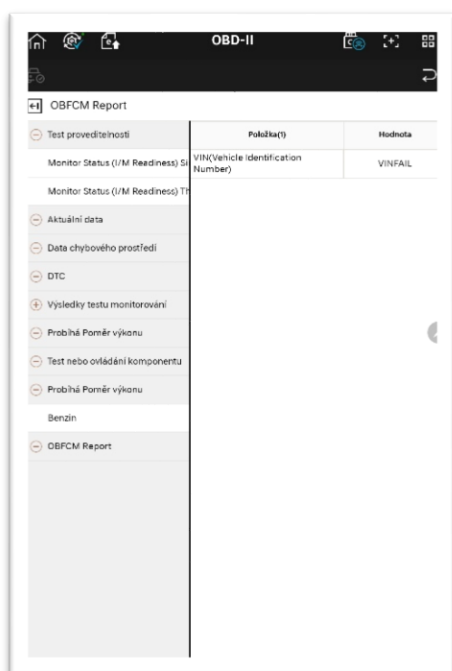 OBD-II
OBFCM Report
Test proveditelnosti
Položka(1)
Hodnota
Monitor Status (I/M Readiness) Si
VIN(Vehicle Identification
Number)
VINFAIL
Monitor Status (I/M Readiness) Th
Aktuální data
Data chybového prostředí
DTC
Výsledky testu monitorování
Probíhá Poměr výkonu
Test nebo ovládání komponentu
Probíhá Poměr výkonu
Benzin
OBFCM Report